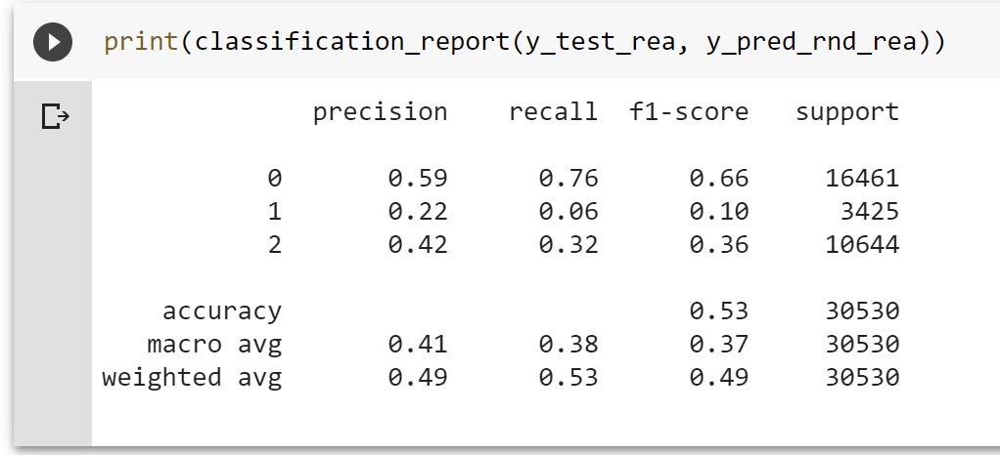 print(classification_report(y_test_rea, y_pred_rnd_rea))
precision recall f1-score support
0 0.59 0.76 0.66 16461
1 0.22 0.06 0.10 3425
2 0.42 0.32 0.36 10644
accuracy 0.53 30530
macro avg 0.41 0.38 0.37 30530
weighted avg 0.49 0.53 0.49 30530